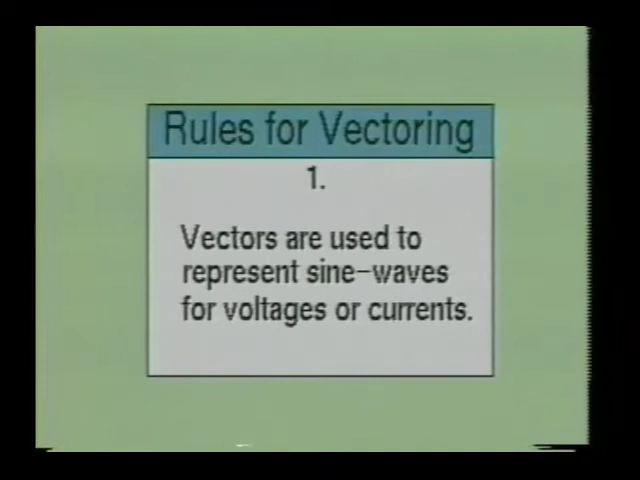 Rules for Vectoring
1.
Vectors are used to
represent sine-waves
for voltages or currents.